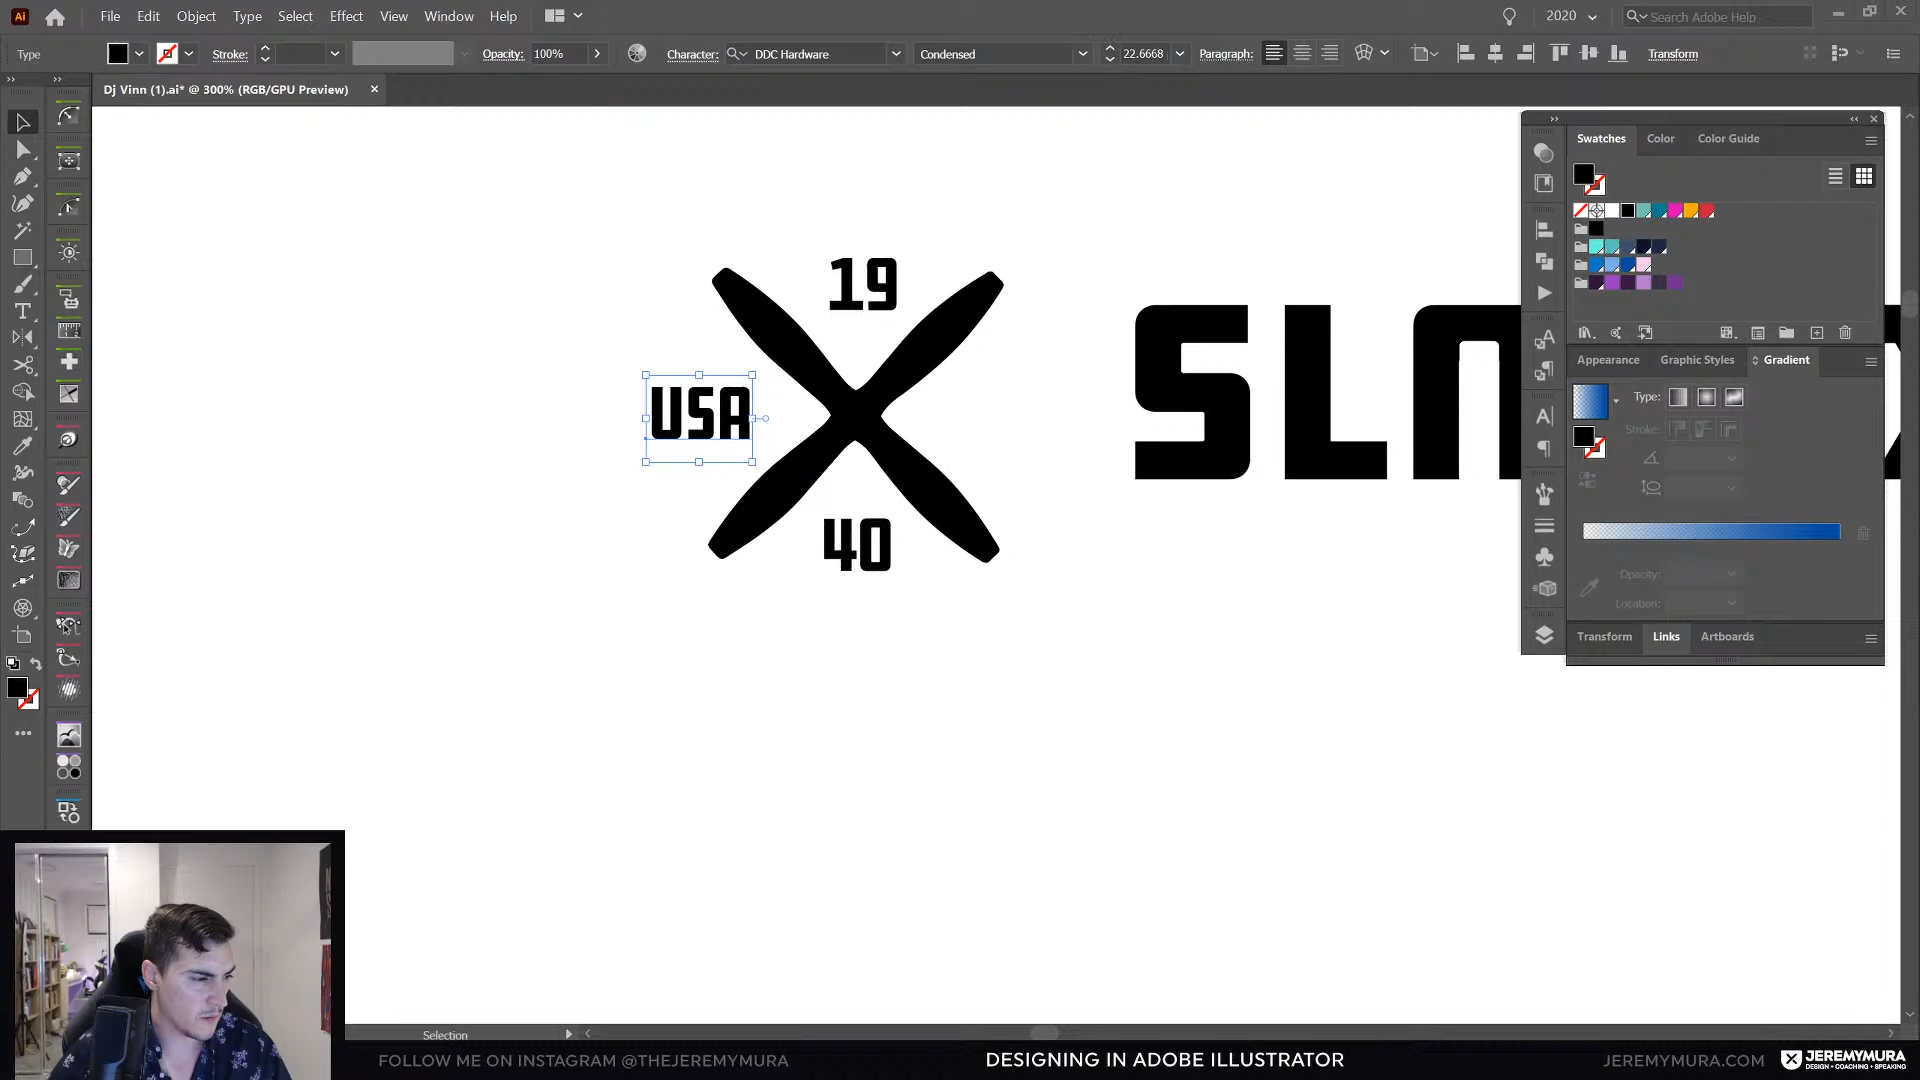 Ai File Edit Object Type Select Effect View Window Help 2020 Search Adobe Help
Type Stroke: Opacity: 100% Character: DDC Hardware Condensed 22.6668 Paragraph: Transform
Dj Vinn (1).ai* @ 300% (RGB/GPU Preview)
Swatches Color Color Guide
19
USA
40
Appearance Graphic Styles Gradient
Type:
Stroke:
Opacity:
Location:
Transform Links Artboards
Selection
FOLLOW ME ON INSTAGRAM @THEJEREMYMURA DESIGNING IN ADOBE ILLUSTRATOR JEREMYMURA.COM JEREMYMURA
DESIGN + COACHING + SPEAKING